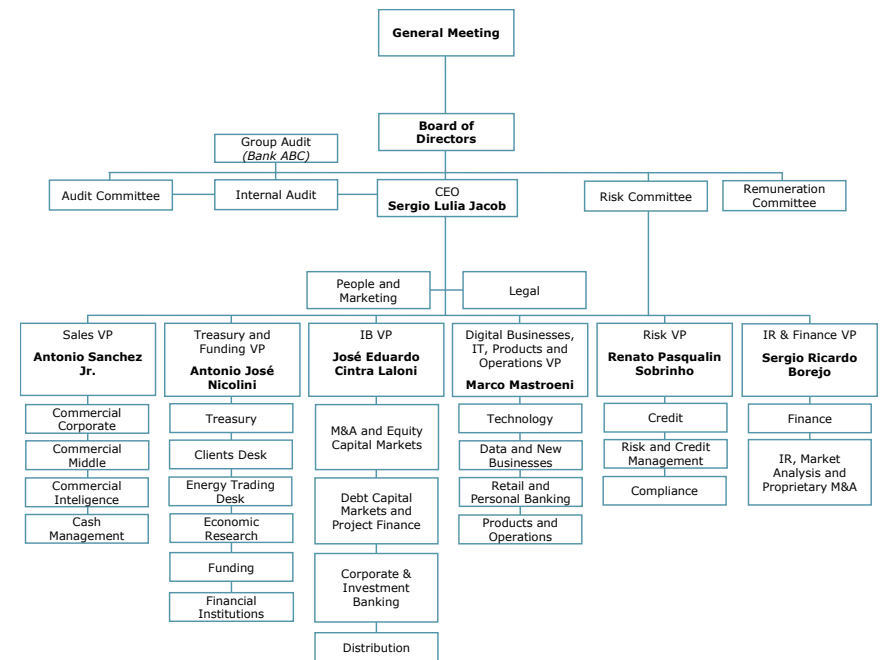 General Meeting
Board of
Directors
Group Audit
(Bank ABC)
Audit Committee
Internal Audit
CEO
Sergio Lulia Jacob
Risk Committee
Remuneration
Committee
People and
Marketing
Legal
Sales VP
Antonio Sanchez
Jr.
Treasury and
Funding VP
Antonio José
Nicolini
IB VP
José Eduardo
Cintra Laloni
Digital Businesses,
IT, Products and
Operations VP
Marco Mastroeni
Risk VP
Renato Pasqualin
Sobrinho
IR & Finance VP
Sergio Ricardo
Borejo
Commercial
Corporate
Commercial
Middle
Commercial
Inteligence
Cash
Management
Treasury
Clients Desk
Energy Trading
Desk
Economic
Research
Funding
Financial
Institutions
M&A and Equity
Capital Markets
Debt Capital
Markets and
Project Finance
Corporate &
Investment
Banking
Distribution
Technology
Data and New
Businesses
Retail and
Personal Banking
Products and
Operations
Credit
Risk and Credit
Management
Compliance
Finance
IR, Market
Analysis and
Proprietary M&A